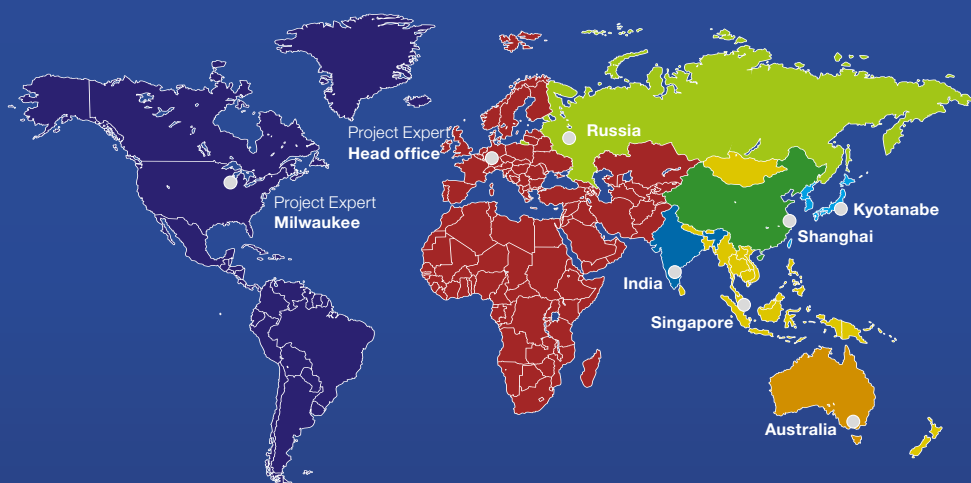 Project Expert
Head office
Russia
Project Expert
Milwaukee
Kyotanabe
Shanghai
India
Singapore
Australia